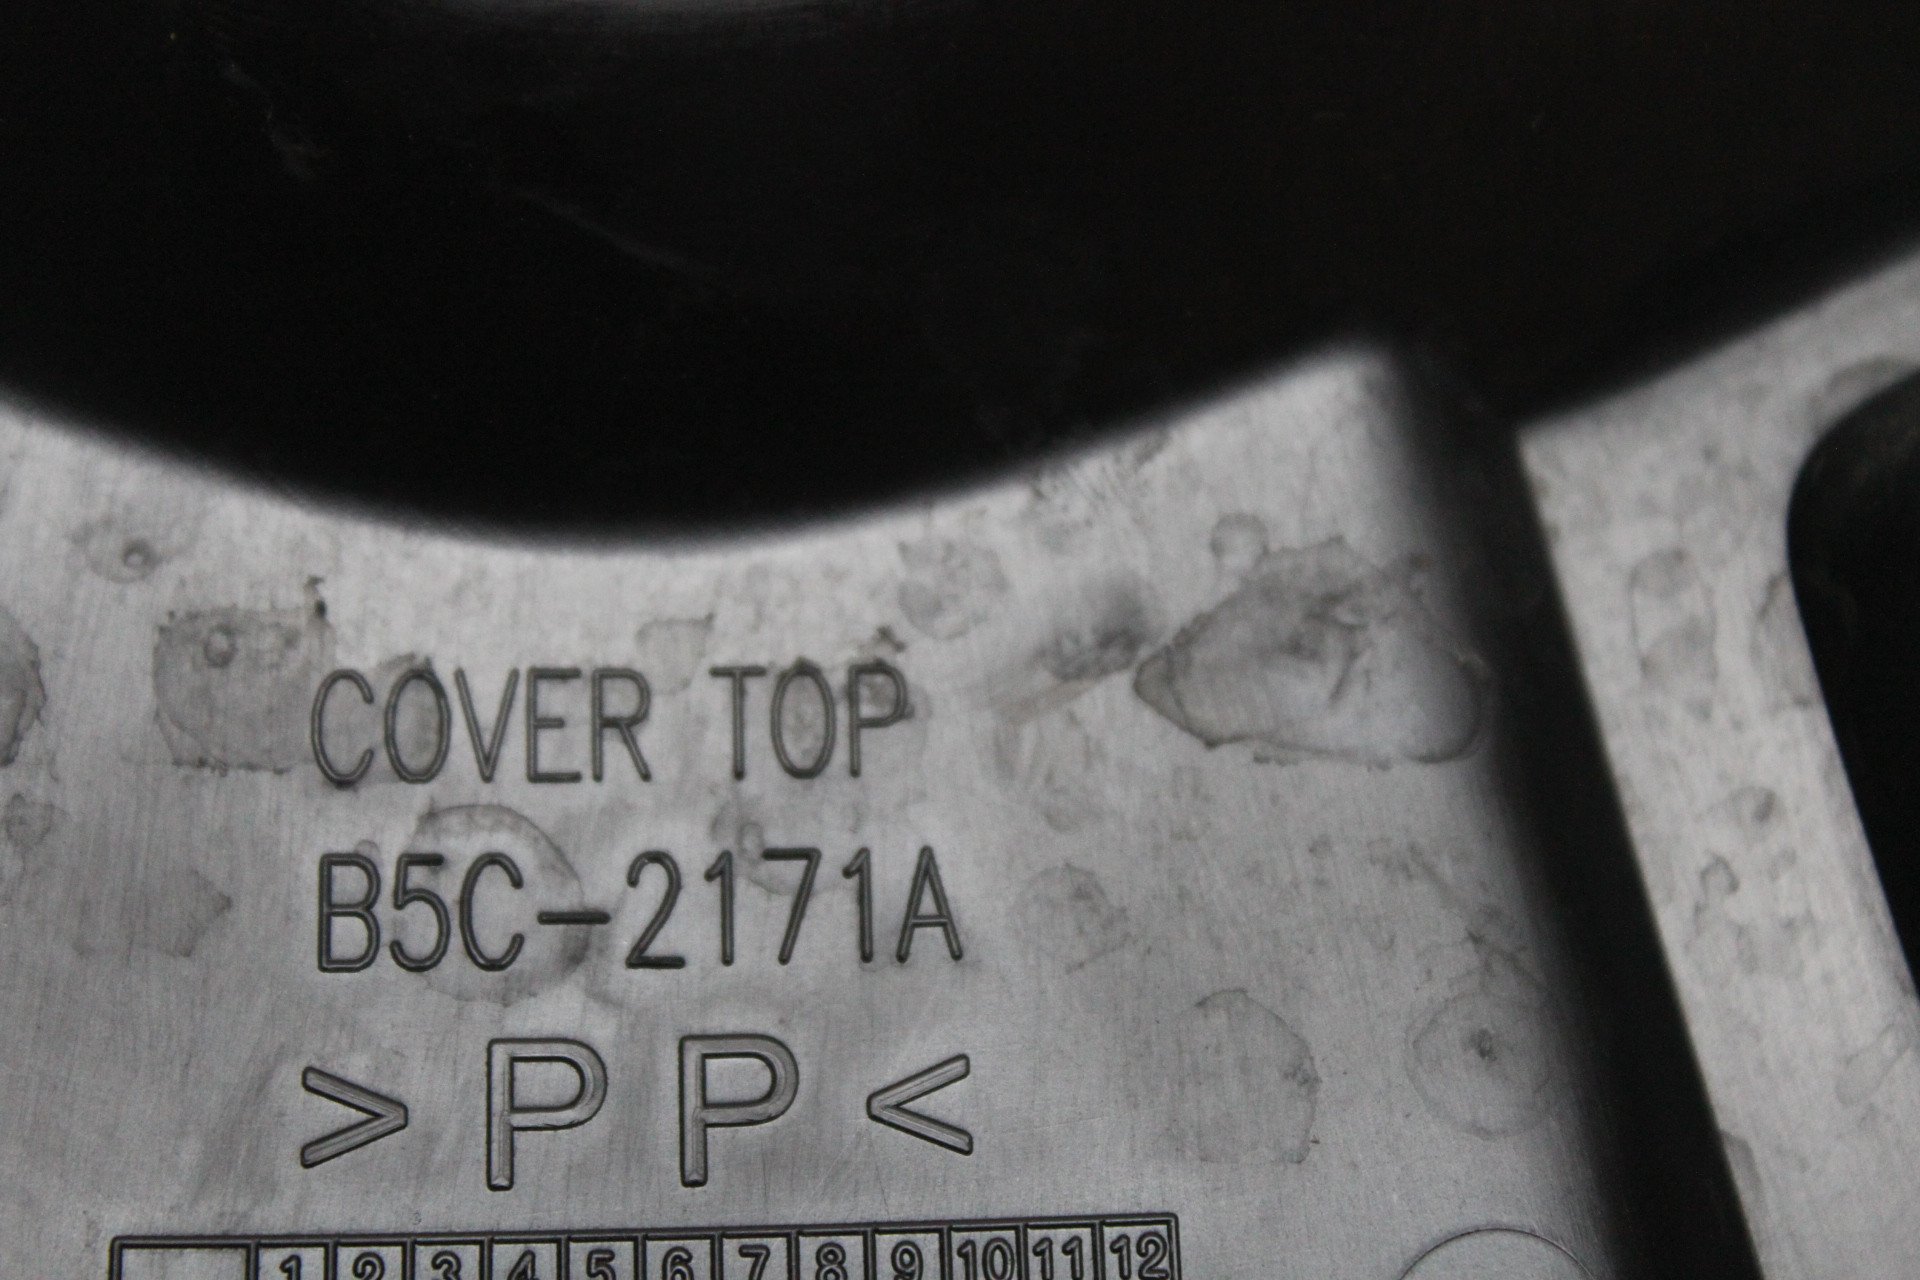 COVER TOP
B5C-2171A
>PP<
1 2 3 4 5 6 7 8 9 10 11 12